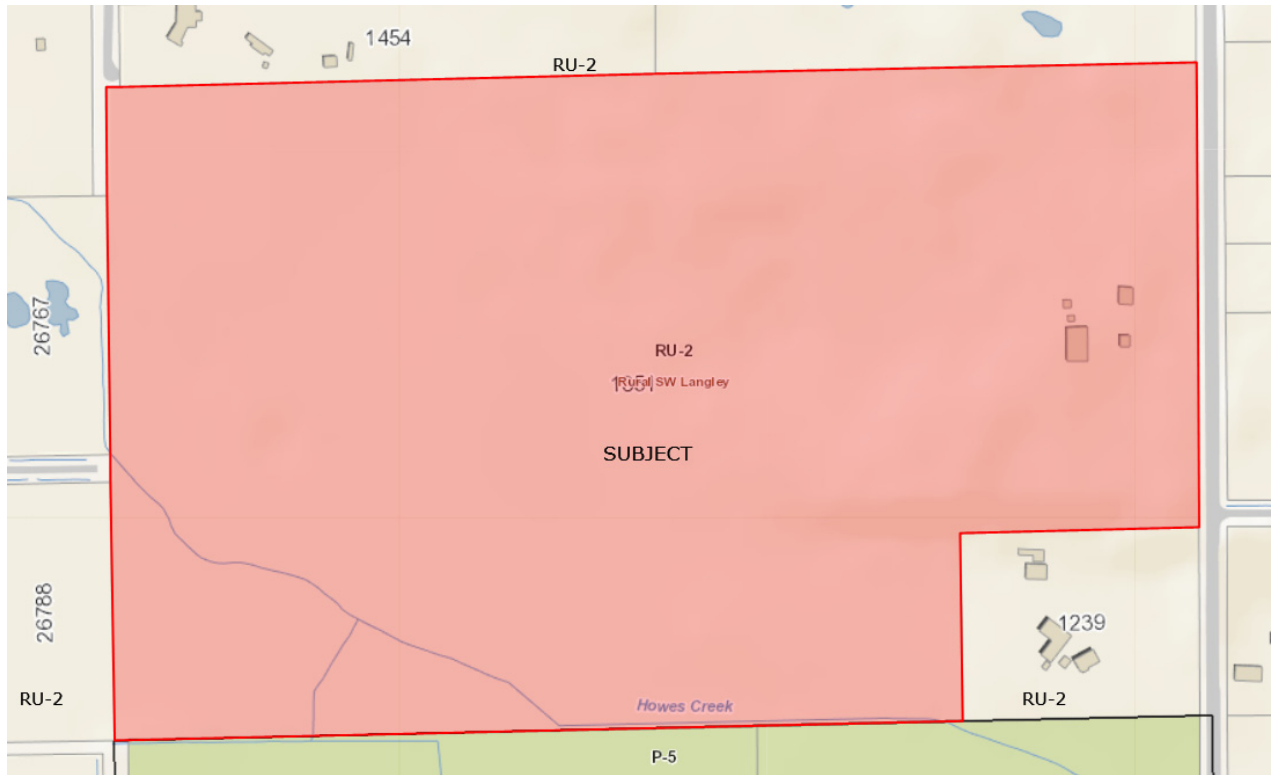 1454
RU-2
26767
RU-2
1351
Rural SW Langley
SUBJECT
26788
1239
RU-2
RU-2
Howes Creek
P-5